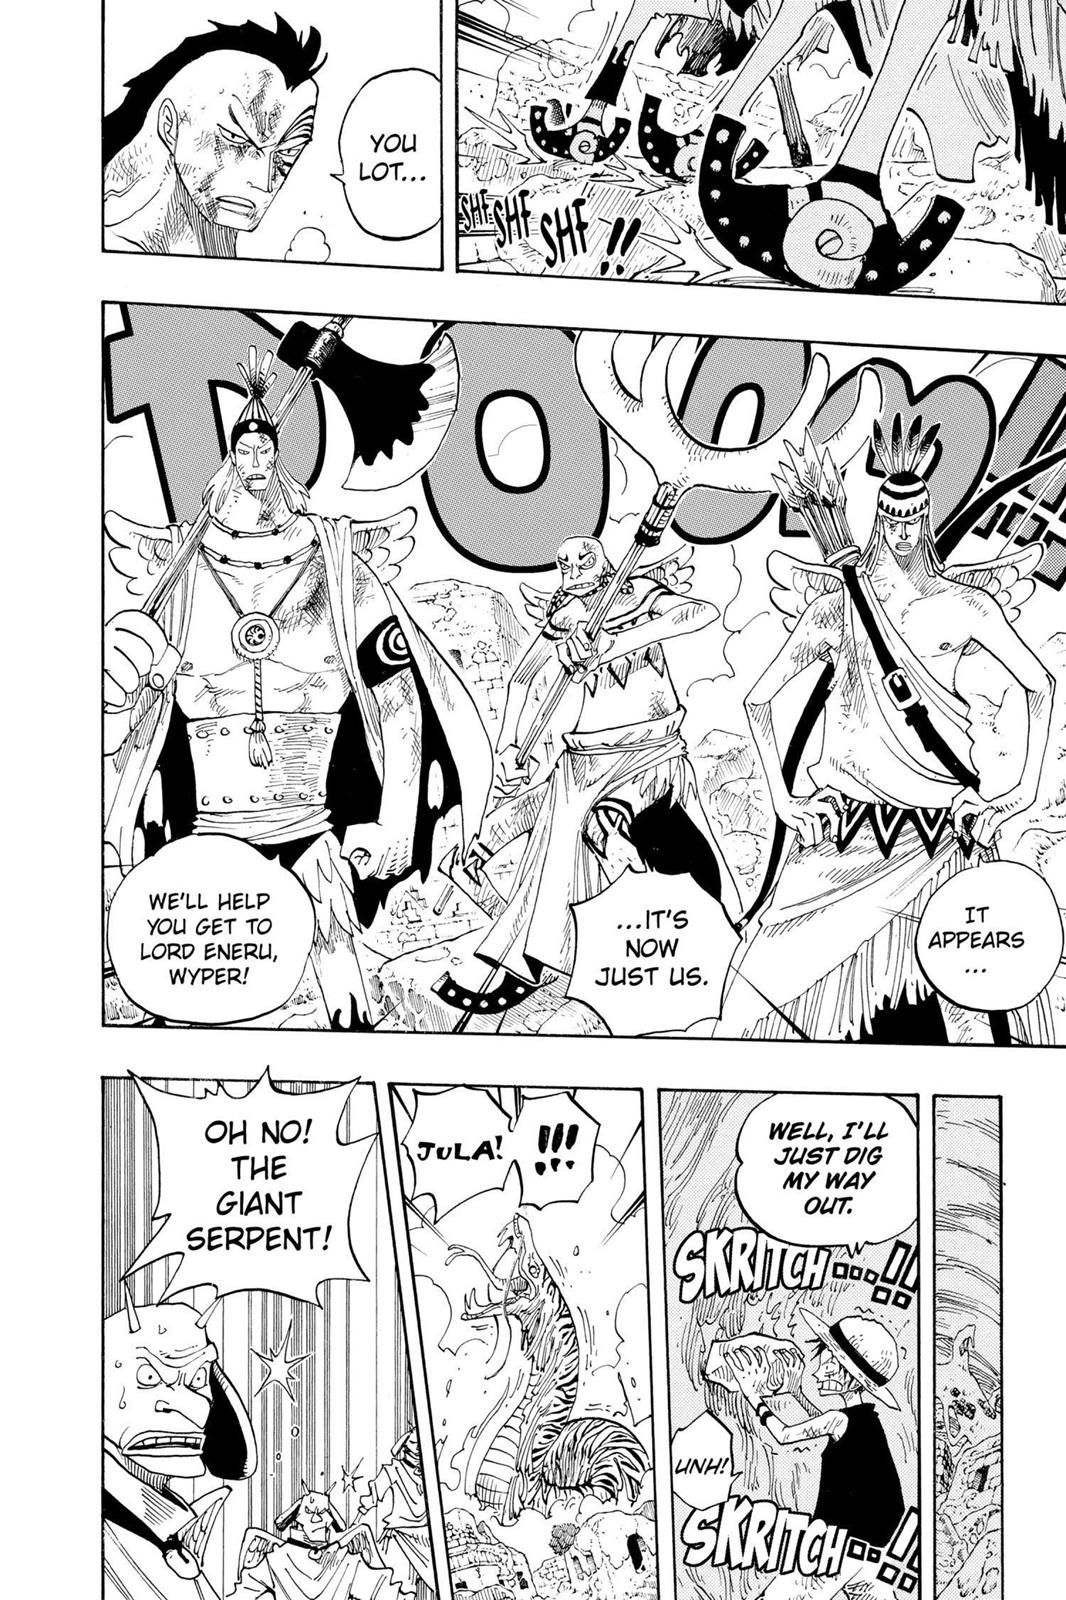 SHF
SHF
SHF !!
YOU
LOT...
DOOM!!!
IT
APPEARS
...
...IT'S
NOW
JUST US.
WE'LL HELP
YOU GET TO
LORD ENERU,
WYPER!
WELL, I'LL
JUST DIG
MY WAY
OUT.
SKRITCH...!!
UNH!
SKRITCH...!!
!!!
JULA!
OH NO!
THE
GIANT
SERPENT!